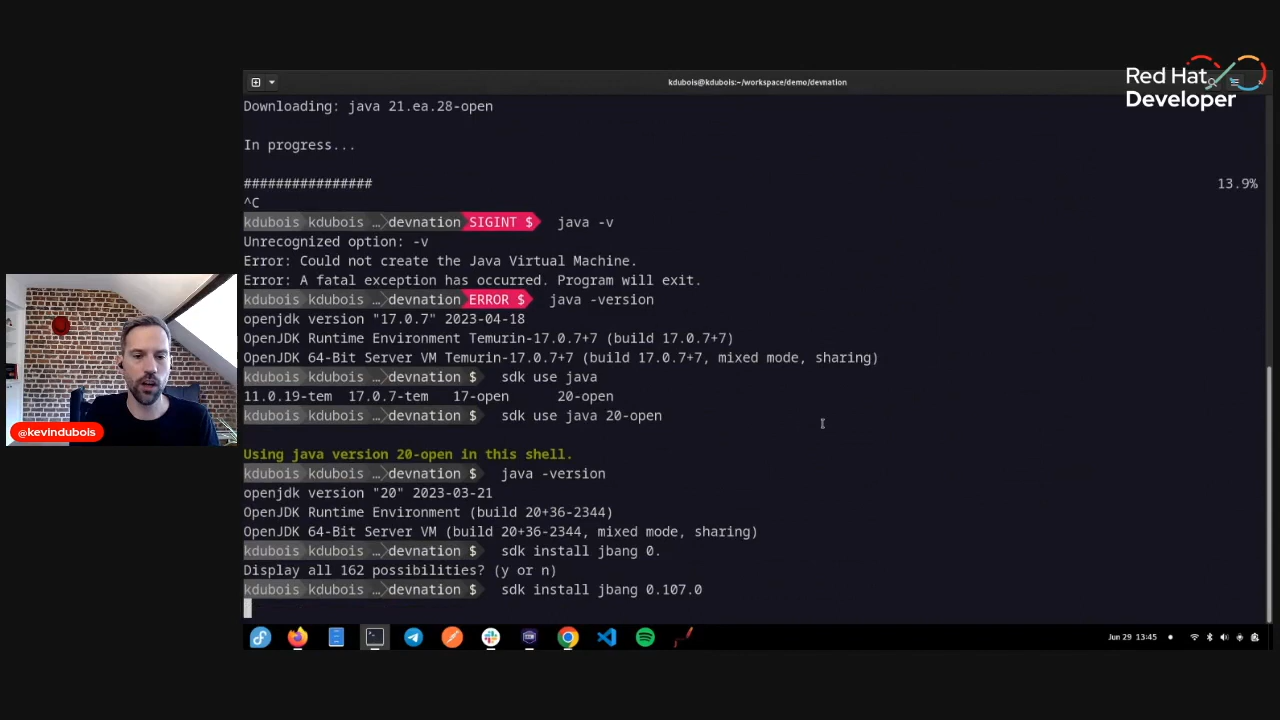 kdubois@kdubois:~/workspace/demo/devnation
Red Hat
Developer
Downloading: java 21.ea.28-open
In progress...
################ 13.9%
^C
kdubois kdubois … devnation SIGINT $ java -v
Unrecognized option: -v
Error: Could not create the Java Virtual Machine.
Error: A fatal exception has occurred. Program will exit.
kdubois kdubois … devnation ERROR $ java -version
openjdk version "17.0.7" 2023-04-18
OpenJDK Runtime Environment Temurin-17.0.7+7 (build 17.0.7+7)
OpenJDK 64-Bit Server VM Temurin-17.0.7+7 (build 17.0.7+7, mixed mode, sharing)
kdubois kdubois … devnation $ sdk use java
11.0.19-tem 17.0.7-tem 17-open 20-open
kdubois kdubois … devnation $ sdk use java 20-open
Using java version 20-open in this shell.
kdubois kdubois … devnation $ java -version
openjdk version "20" 2023-03-21
OpenJDK Runtime Environment (build 20+36-2344)
OpenJDK 64-Bit Server VM (build 20+36-2344, mixed mode, sharing)
kdubois kdubois … devnation $ sdk install jbang 0.
Display all 162 possibilities? (y or n)
kdubois kdubois … devnation $ sdk install jbang 0.107.0
@kevindubois
Jun 29 13:45